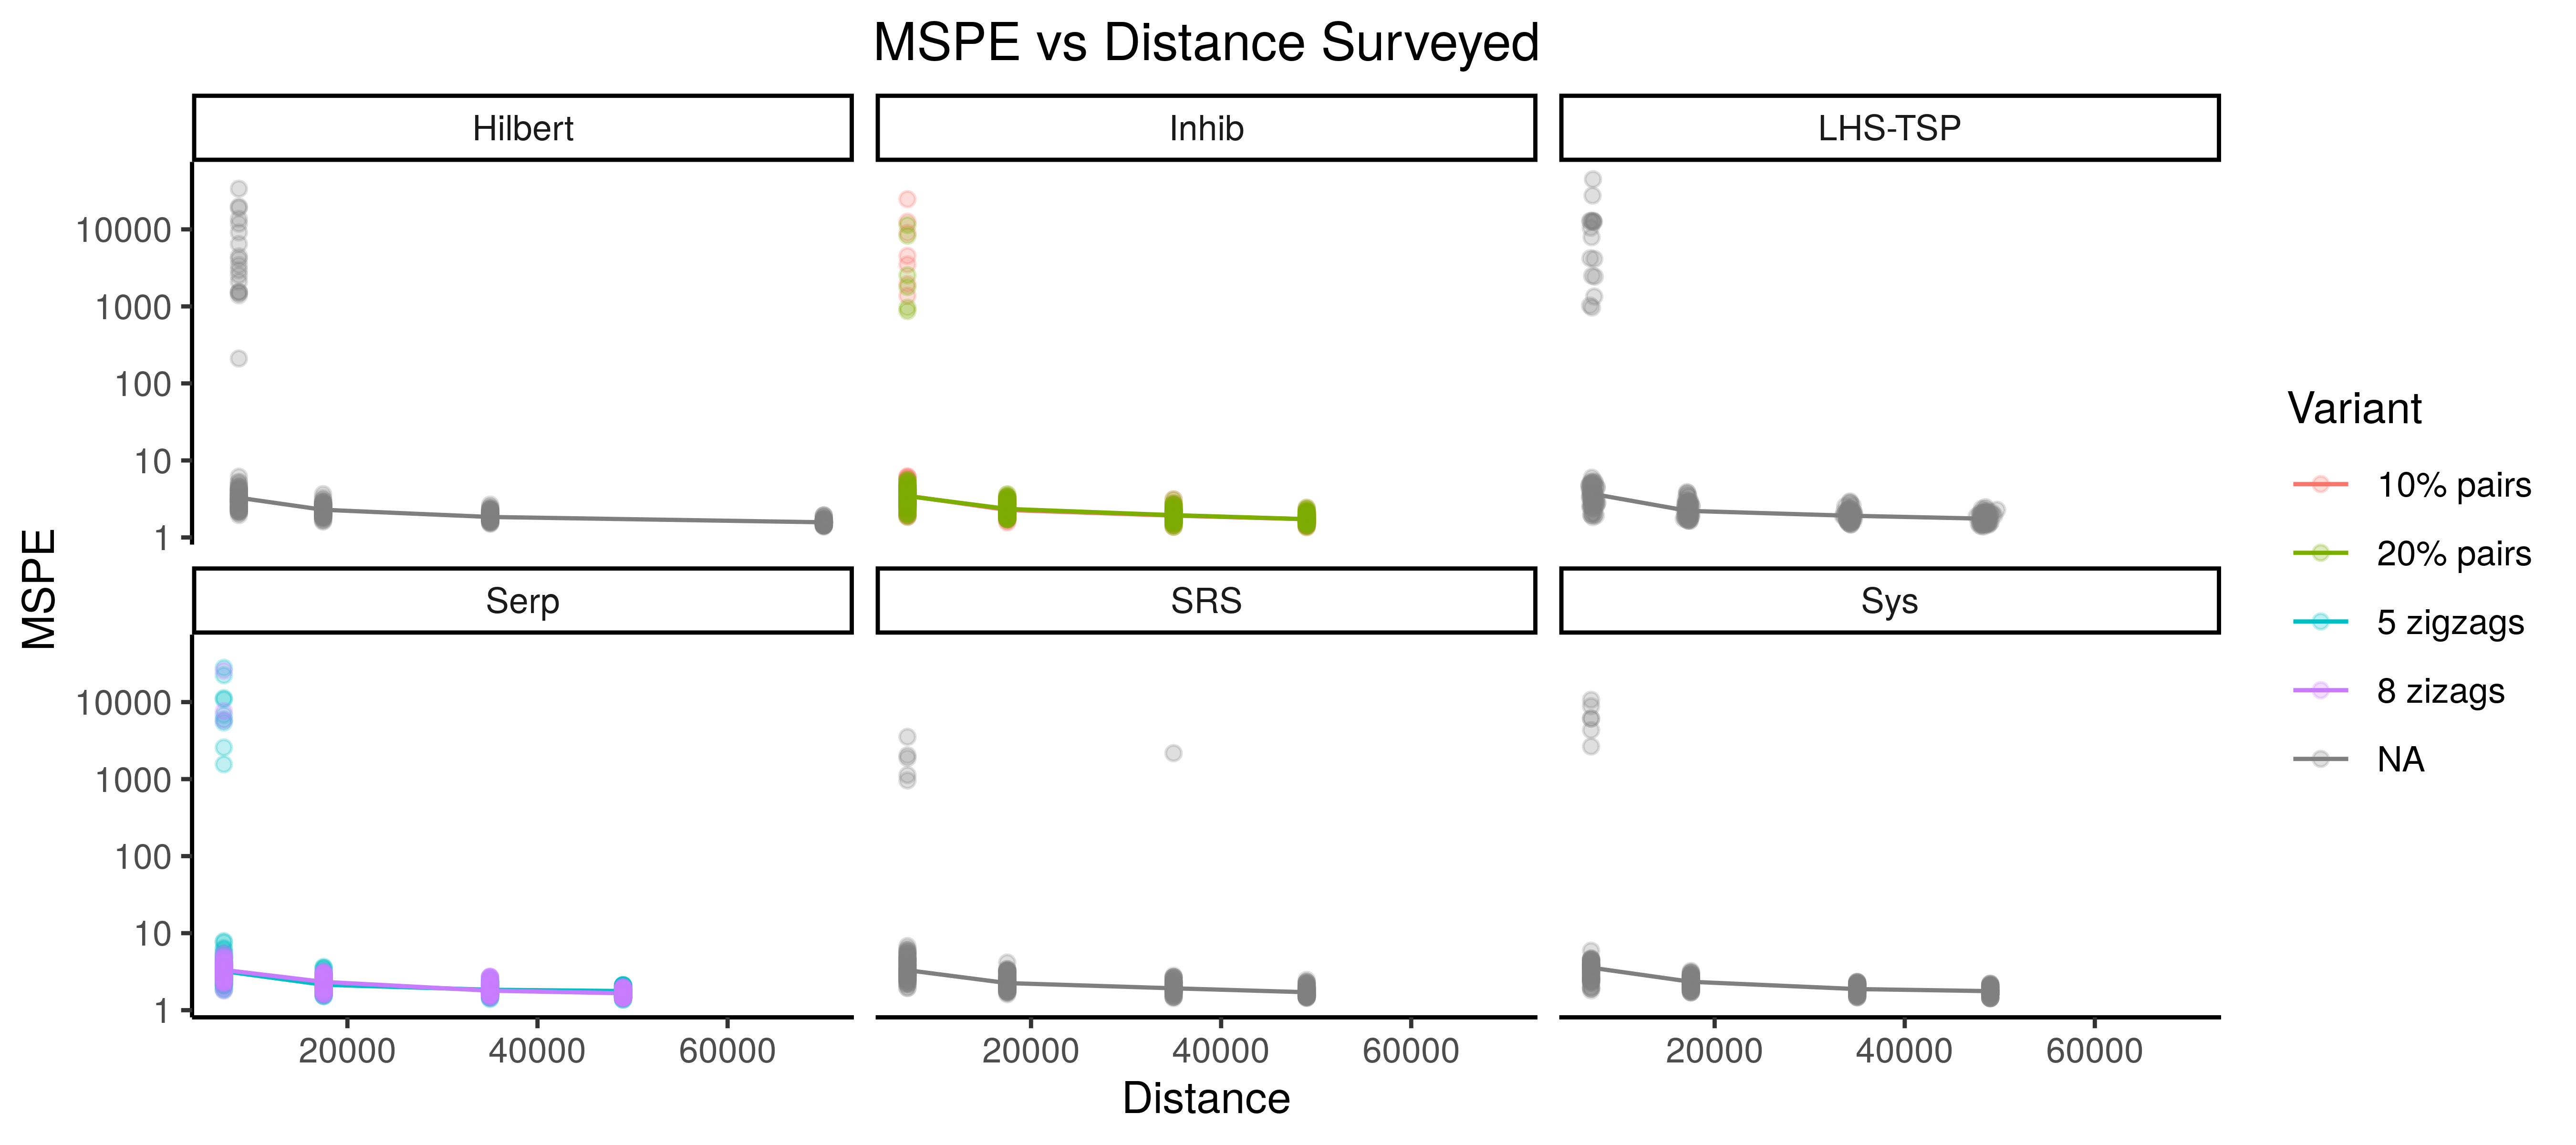 MSPE vs Distance Surveyed
Hilbert
Inhib
LHS-TSP
10000
1000
100
10
1
Serp
SRS
Sys
10000
1000
100
10
1
20000 40000 60000
20000 40000 60000
20000 40000 60000
MSPE
Distance
Variant
10% pairs
20% pairs
5 zigzags
8 zizags
NA